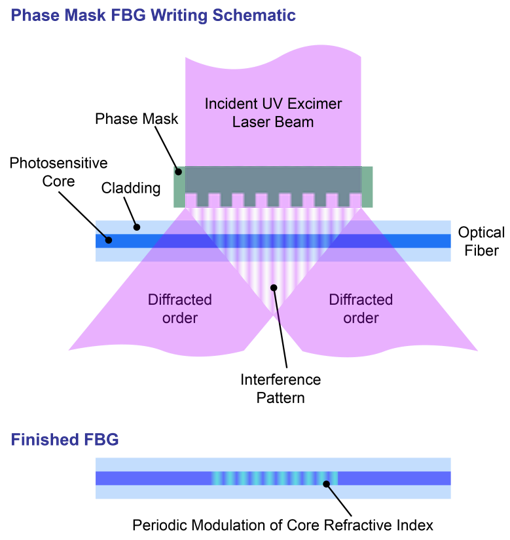 Phase Mask FBG Writing Schematic
Incident UV Excimer
Laser Beam
Phase Mask
Photosensitive
Core
Cladding
Optical
Fiber
Diffracted
order
Diffracted
order
Interference
Pattern
Finished FBG
Periodic Modulation of Core Refractive Index